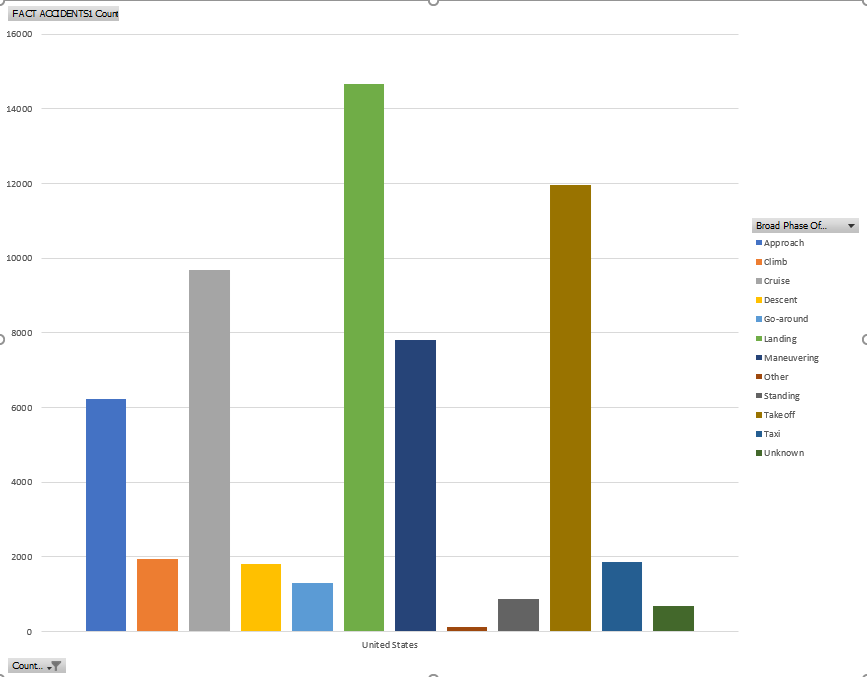 FACT ACCIDENTS1 Count
16000
14000
12000
10000
8000
6000
4000
2000
0
United States
Count...
Broad Phase Of...
Approach
Climb
Cruise
Descent
Go-around
Landing
Maneuvering
Other
Standing
Takeoff
Taxi
Unknown